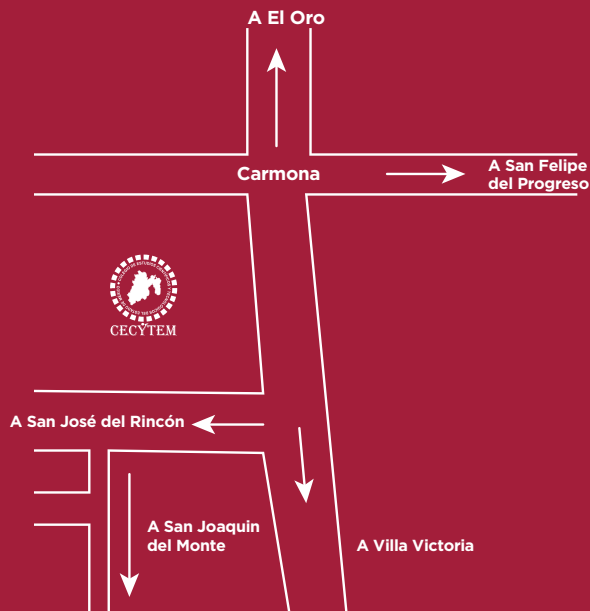 A El Oro
Carmona
A San Felipe
del Progreso
CECYTEM
A San José del Rincón
A San Joaquin
del Monte
A Villa Victoria